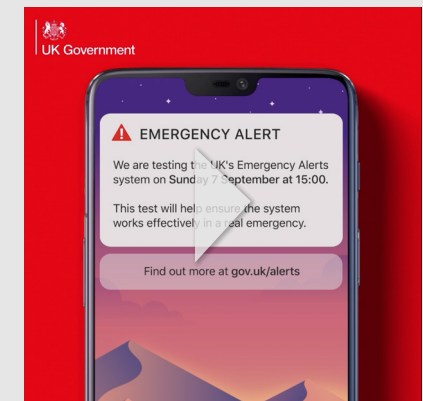 UK Government
EMERGENCY ALERT
We are testing the UK's Emergency Alerts
system on Sunday 7 September at 15:00.
This test will help ensure the system
works effectively in a real emergency.
Find out more at gov.uk/alerts